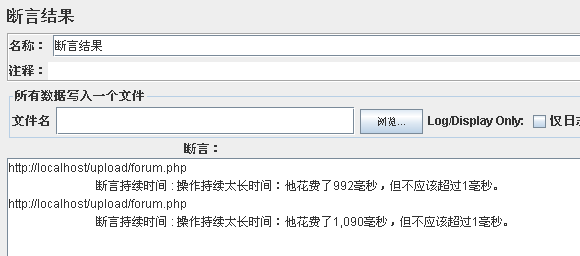 断言结果
名称： 断言结果
注释：
所有数据写入一个文件
文件名 浏览... Log/Display Only: 仅日志
断言：
http://localhost/upload/forum.php
断言持续时间 : 操作持续太长时间：他花费了992毫秒，但不应该超过1毫秒。
http://localhost/upload/forum.php
断言持续时间 : 操作持续太长时间：他花费了1,090毫秒，但不应该超过1毫秒。